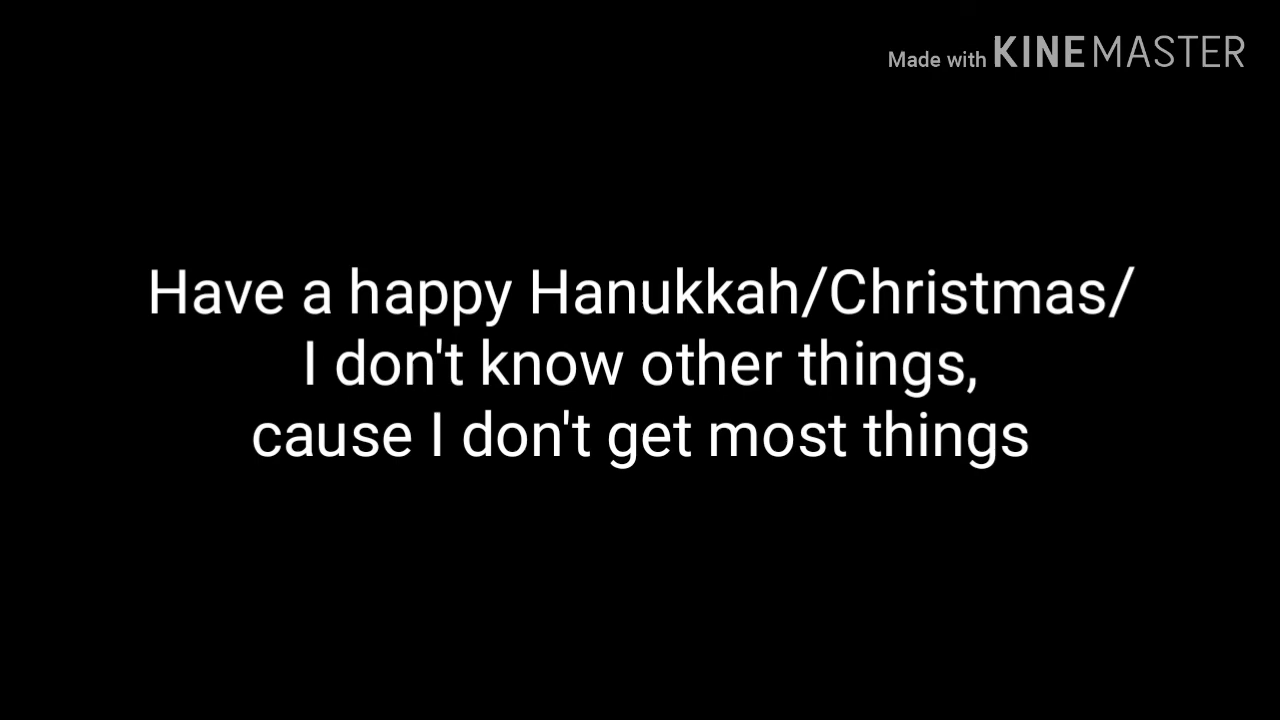 Made with KINEMASTER
Have a happy Hanukkah/Christmas/
I don't know other things,
cause I don't get most things